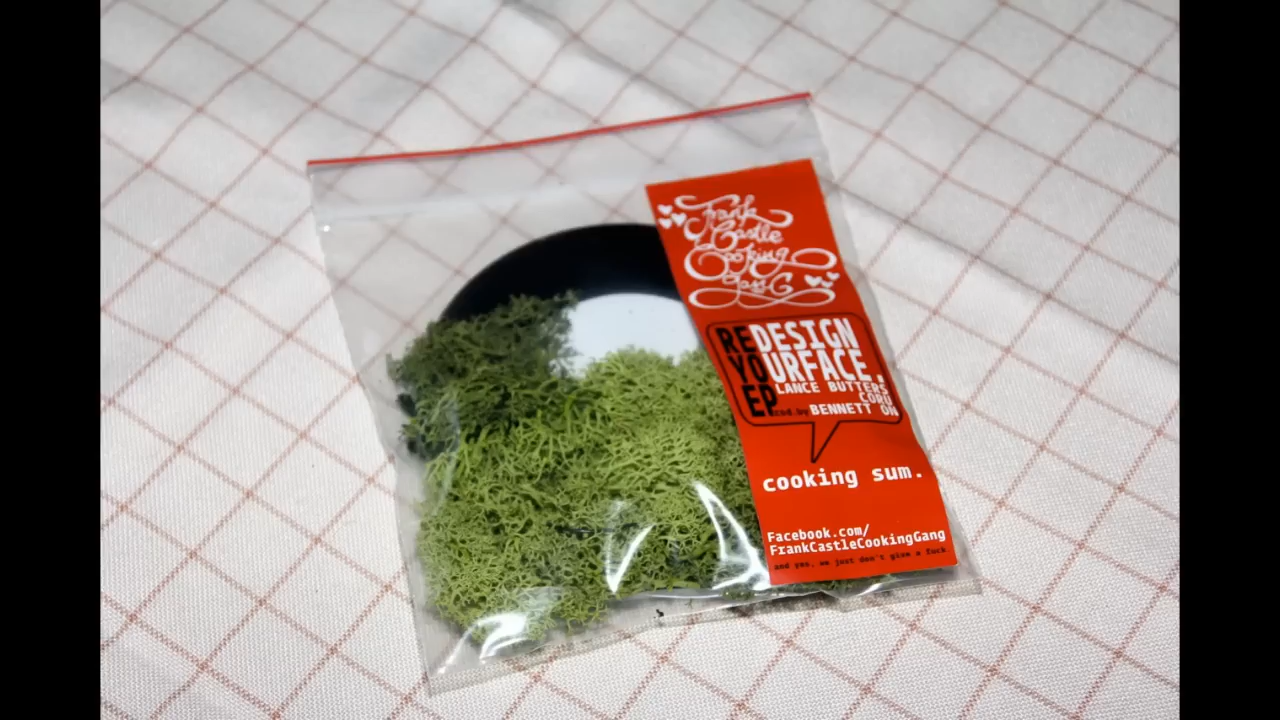 Frank
Castle
Cooking
GanG
REDESIGN
YOURFACE.
EP LANCE BUTTERS
CORU
BENNETT ON
cooking sum.
Facebook.com/
FrankCastleCookingGang
and yes, we just don't give a fuck.